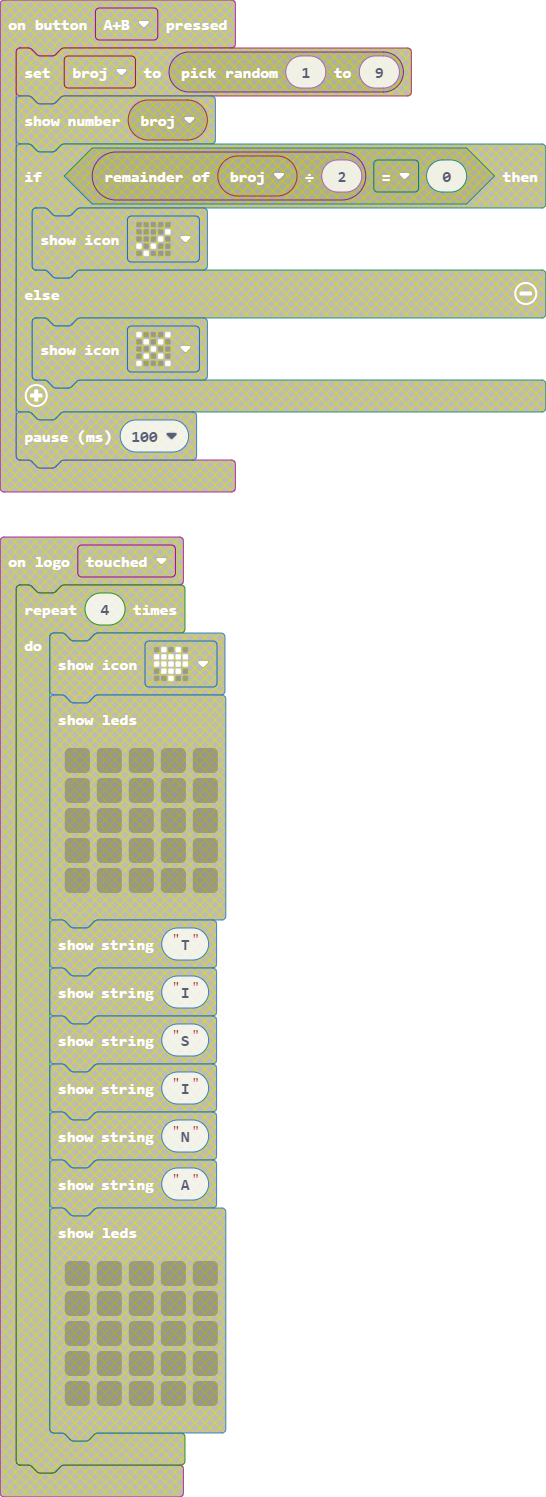 on button A+B pressed
set broj to pick random 1 to 9
show number broj
if remainder of broj ÷ 2 = 0 then
show icon
else
show icon
pause (ms) 100
on logo touched
repeat 4 times
do
show icon
show leds
show string "T"
show string "I"
show string "S"
show string "I"
show string "N"
show string "A"
show leds